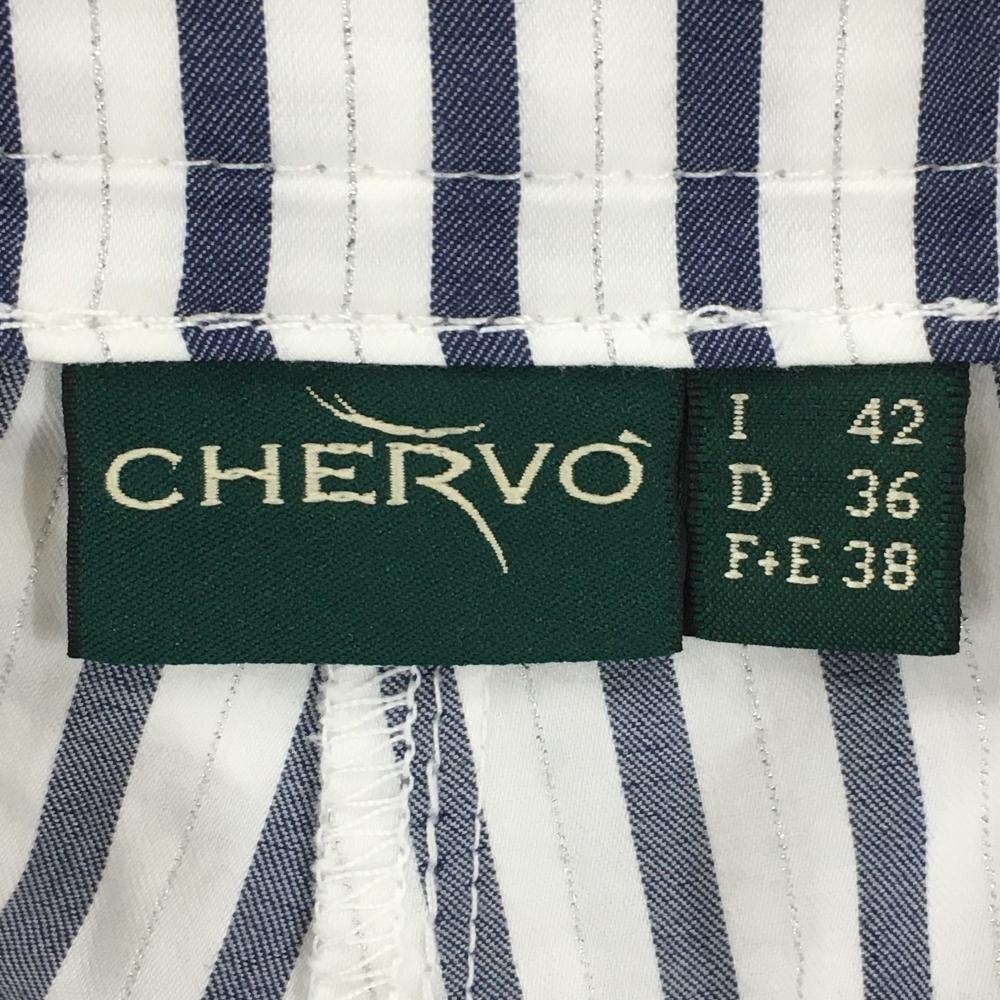 CHERVÒ
I 42
D 36
F+E 38